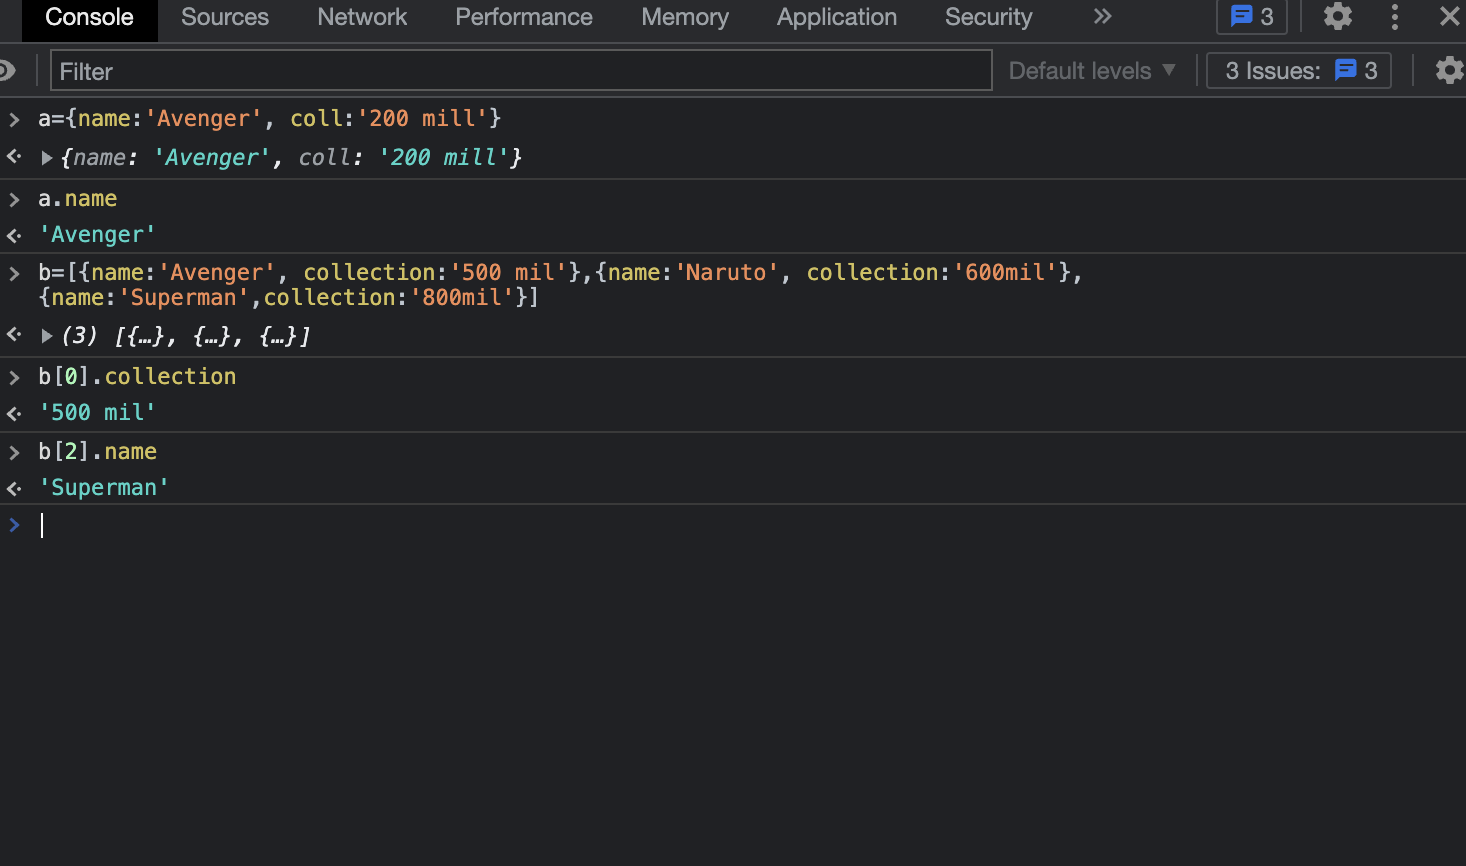 Console Sources Network Performance Memory Application Security » 3
Filter Default levels ▼ 3 Issues: 3
> a={name:'Avenger', coll:'200 mill'}
{name: 'Avenger', coll: '200 mill'}
> a.name
'Avenger'
> b=[{name:'Avenger', collection:'500 mil'},{name:'Naruto', collection:'600mil'},
{name:'Superman',collection:'800mil'}]
(3) [{…}, {…}, {…}]
> b[0].collection
'500 mil'
> b[2].name
'Superman'
>